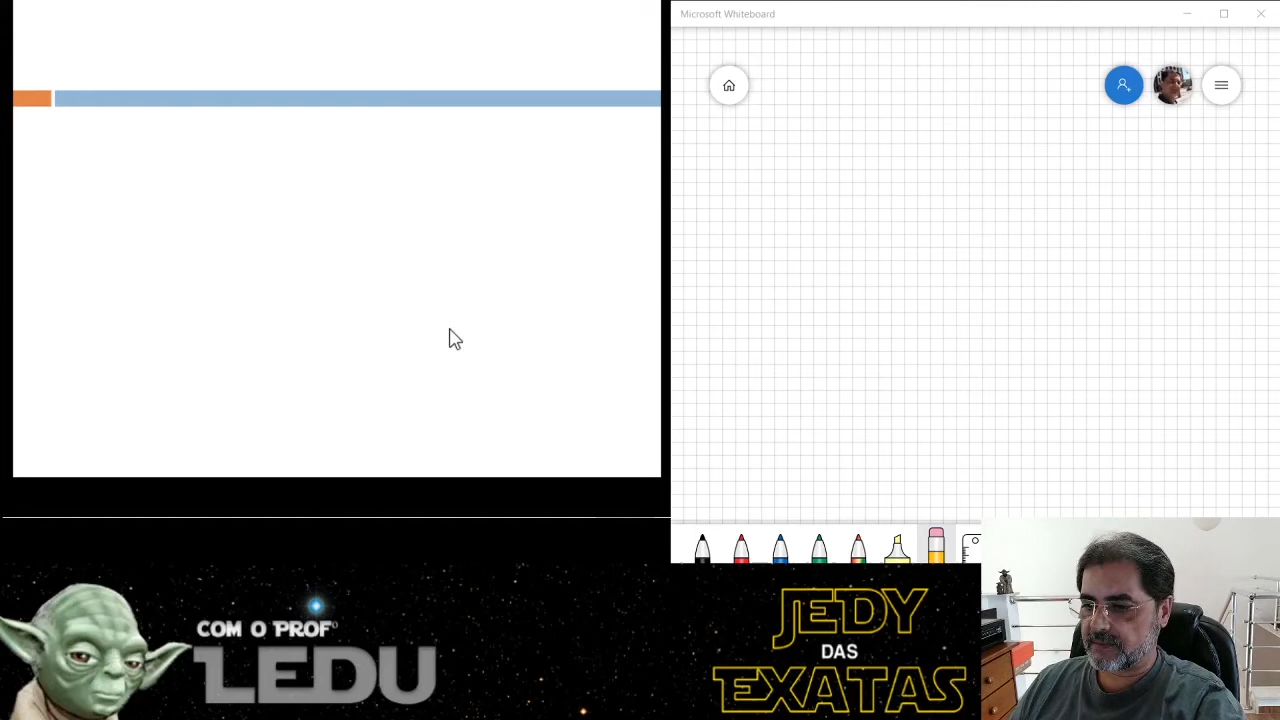 Microsoft Whiteboard
COM O PROFº
LEDU
JEDY
DAS
EXATAS